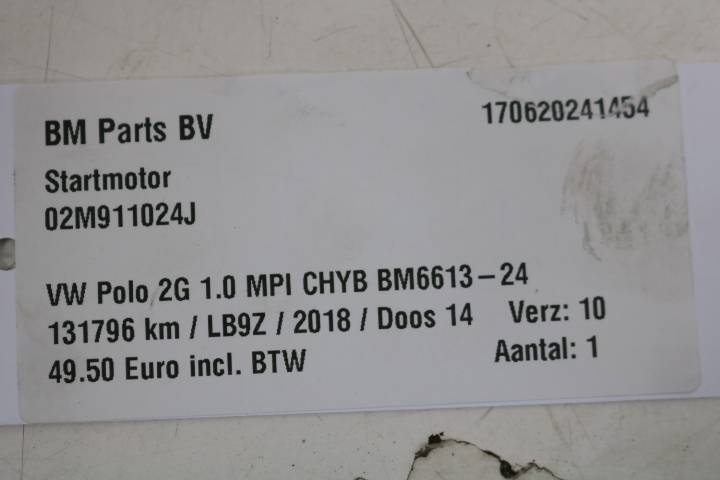 BM Parts BV 170620241454
Startmotor
02M911024J
VW Polo 2G 1.0 MPI CHYB BM6613-24
131796 km / LB9Z / 2018 / Doos 14 Verz: 10
49.50 Euro incl. BTW Aantal: 1